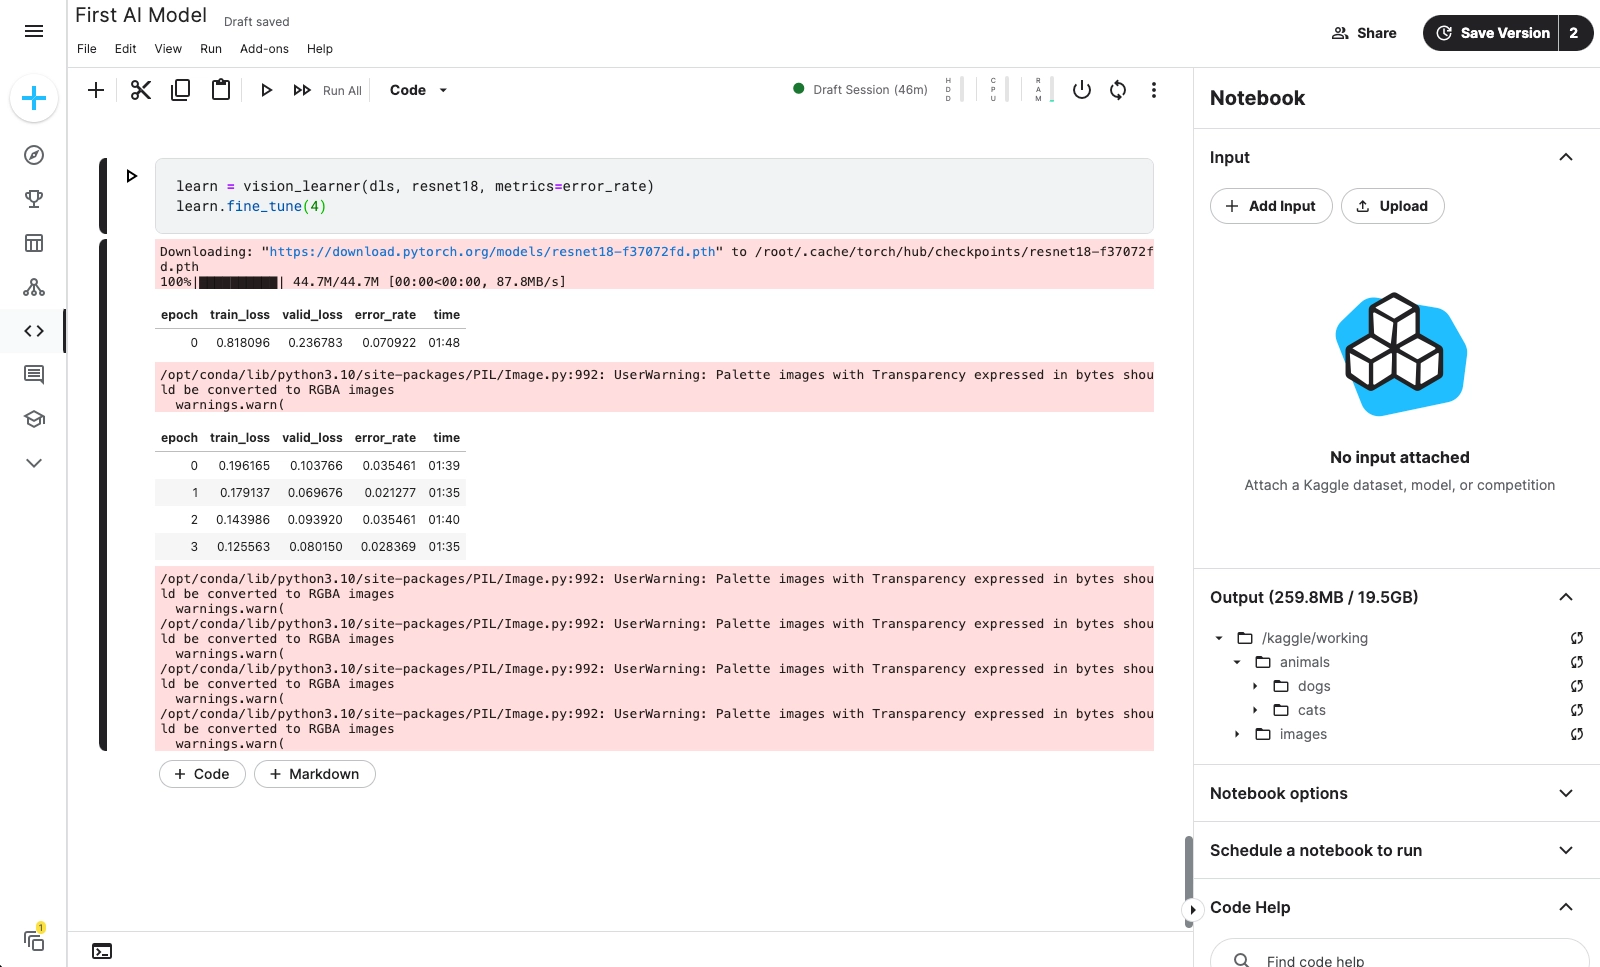 First AI Model
Draft saved
File Edit View Run Add-ons Help
Share
Save Version 2
Run All
Code
Draft Session (46m)
HDD
CPU
RAM
learn = vision_learner(dls, resnet18, metrics=error_rate)
learn.fine_tune(4)
Downloading: "https://download.pytorch.org/models/resnet18-f37072fd.pth" to /root/.cache/torch/hub/checkpoints/resnet18-f37072f
d.pth
100%|██████████| 44.7M/44.7M [00:00<00:00, 87.8MB/s]
epoch train_loss valid_loss error_rate time
0 0.818096 0.236783 0.070922 01:48
/opt/conda/lib/python3.10/site-packages/PIL/Image.py:992: UserWarning: Palette images with Transparency expressed in bytes shou
ld be converted to RGBA images
warnings.warn(
epoch train_loss valid_loss error_rate time
0 0.196165 0.103766 0.035461 01:39
1 0.179137 0.069676 0.021277 01:35
2 0.143986 0.093920 0.035461 01:40
3 0.125563 0.080150 0.028369 01:35
/opt/conda/lib/python3.10/site-packages/PIL/Image.py:992: UserWarning: Palette images with Transparency expressed in bytes shou
ld be converted to RGBA images
warnings.warn(
/opt/conda/lib/python3.10/site-packages/PIL/Image.py:992: UserWarning: Palette images with Transparency expressed in bytes shou
ld be converted to RGBA images
warnings.warn(
/opt/conda/lib/python3.10/site-packages/PIL/Image.py:992: UserWarning: Palette images with Transparency expressed in bytes shou
ld be converted to RGBA images
warnings.warn(
/opt/conda/lib/python3.10/site-packages/PIL/Image.py:992: UserWarning: Palette images with Transparency expressed in bytes shou
ld be converted to RGBA images
warnings.warn(
+ Code + Markdown
1
Notebook
Input
+ Add Input
Upload
No input attached
Attach a Kaggle dataset, model, or competition
Output (259.8MB / 19.5GB)
/kaggle/working
animals
dogs
cats
images
Notebook options
Schedule a notebook to run
Code Help
Find code help